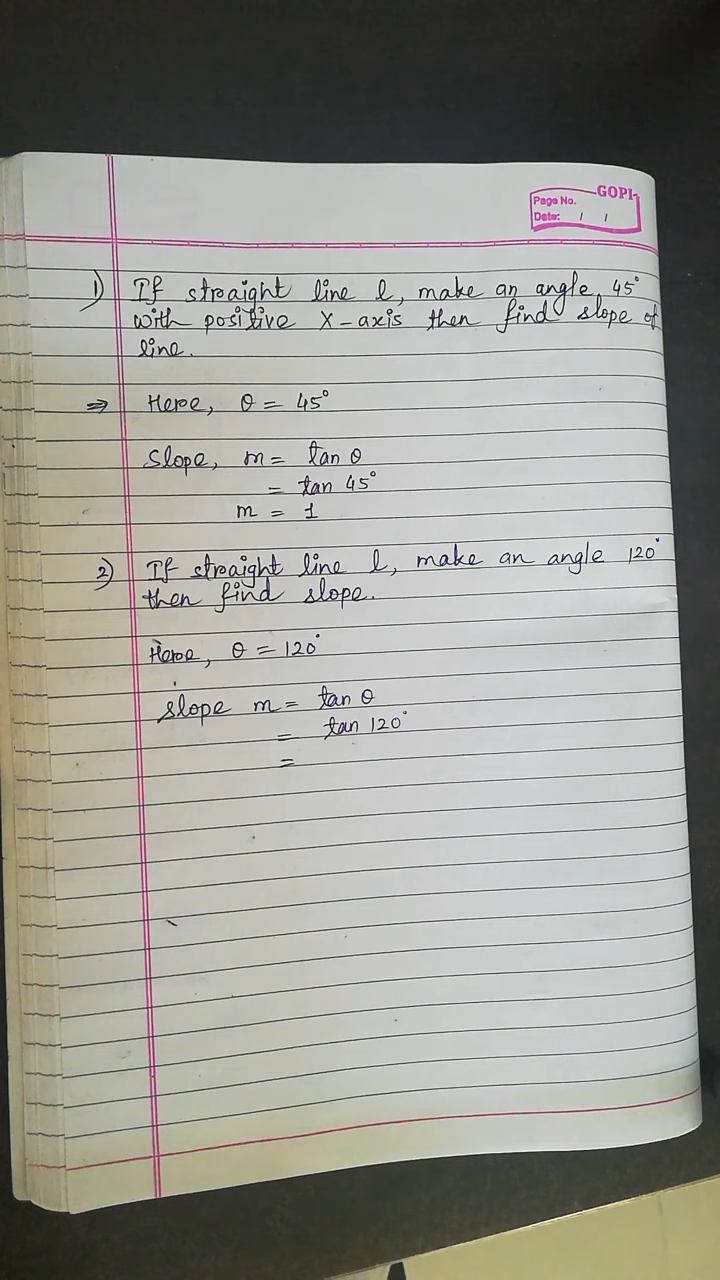 GOPI
Page No.
Date: / /
1) If straight line l, make an angle 45°
with positive X-axis then find slope of
line.
⇒ Here, θ = 45°
Slope, m = tan θ
= tan 45°
m = 1
2) If straight line l, make an angle 120°
then find slope.
Here, θ = 120°
slope m = tan θ
= tan 120°
=